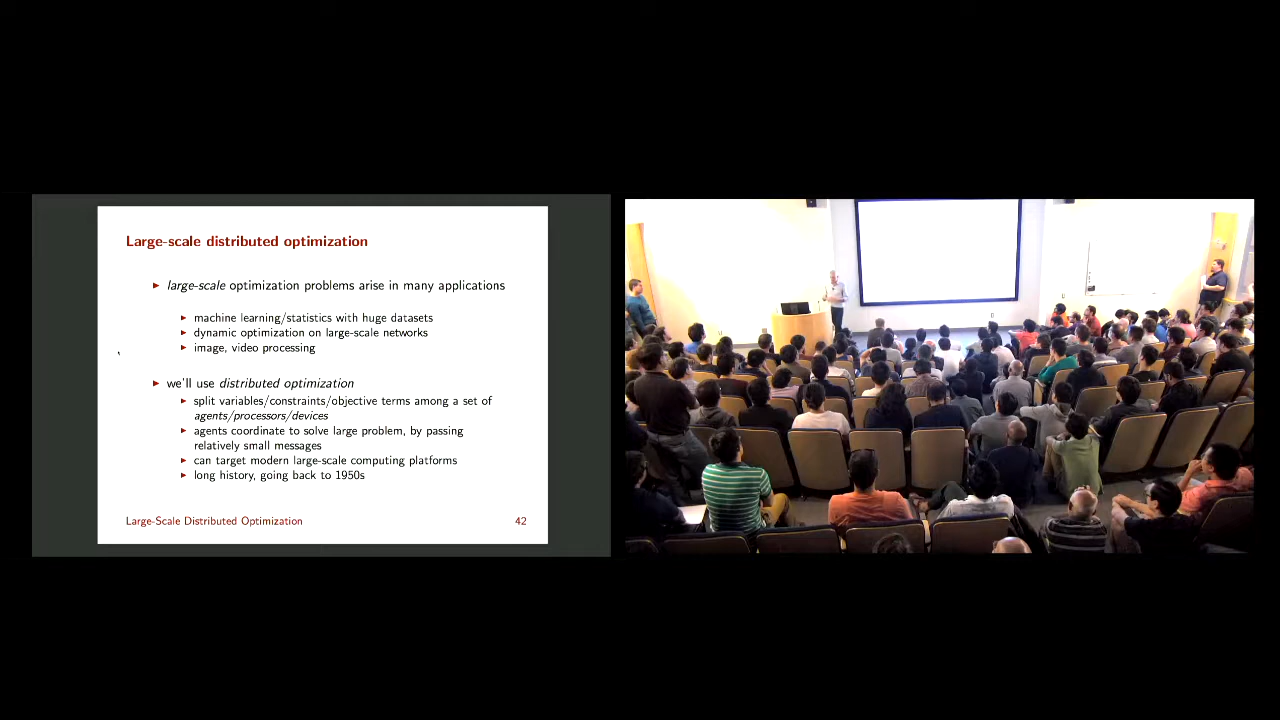 Large-scale distributed optimization
▶ large-scale optimization problems arise in many applications
▶ machine learning/statistics with huge datasets
▶ dynamic optimization on large-scale networks
▶ image, video processing
▶ we'll use distributed optimization
▶ split variables/constraints/objective terms among a set of
agents/processors/devices
▶ agents coordinate to solve large problem, by passing
relatively small messages
▶ can target modern large-scale computing platforms
▶ long history, going back to 1950s
Large-Scale Distributed Optimization 42